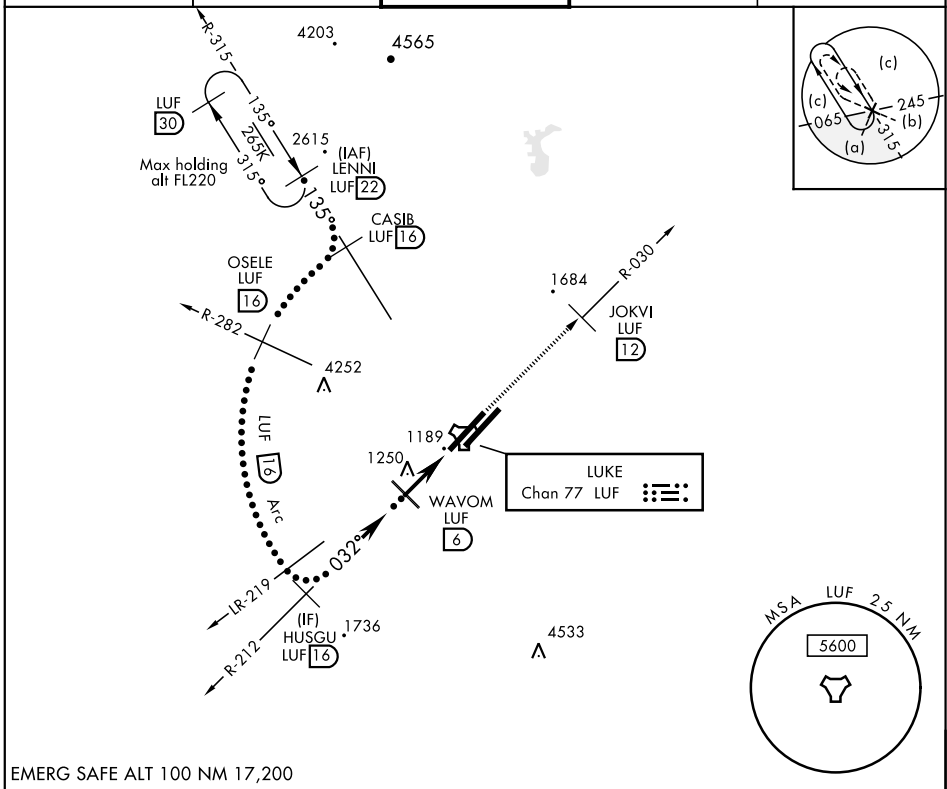 R-315
4203
4565
(c)
(c)
065
245
(b)
(a)
315
LUF
30
135°
265K
315°
Max holding
alt FL220
2615
(IAF)
LENNI
LUF 22
135°
CASIB
LUF 16
OSELE
LUF
16
R-282
4252
R-030
1684
JOKVI
LUF
12
LUF 16 Arc
1189
1250
LUKE
Chan 77 LUF
WAVOM
LUF
6
032°
LR-219
R-212
(IF)
HUSGU
LUF 16
1736
4533
MSA LUF 25 NM
5600
EMERG SAFE ALT 100 NM 17,200